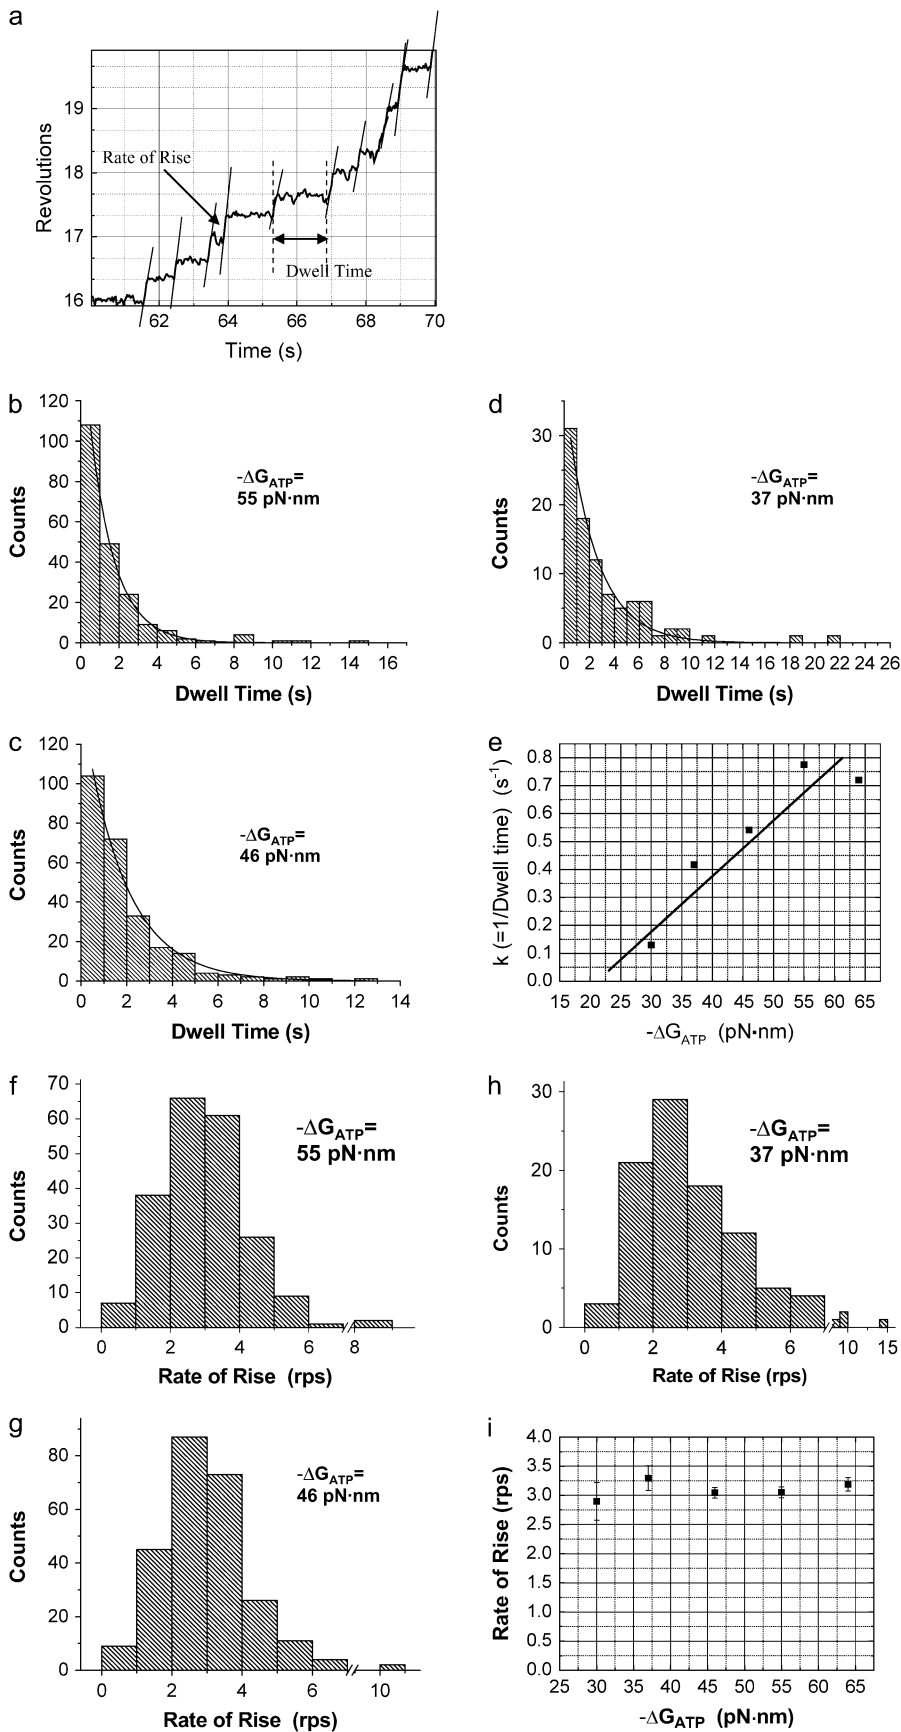 a
19
18
17
16
Revolutions
Rate of Rise
Dwell Time
62 64 66 68 70
Time (s)
b
120
100
80
60
40
20
0
Counts
-ΔG_ATP=
55 pN·nm
0 2 4 6 8 10 12 14 16
Dwell Time (s)
d
30
20
10
0
Counts
-ΔG_ATP=
37 pN·nm
0 2 4 6 8 10 12 14 16 18 20 22 24 26
Dwell Time (s)
c
120
100
80
60
40
20
0
Counts
-ΔG_ATP=
46 pN·nm
0 2 4 6 8 10 12 14
Dwell Time (s)
e
0.8
0.7
0.6
0.5
0.4
0.3
0.2
0.1
0.0
k (=1/Dwell time) (s⁻¹)
15 20 25 30 35 40 45 50 55 60 65
-ΔG_ATP (pN·nm)
f
70
60
50
40
30
20
10
0
Counts
-ΔG_ATP=
55 pN·nm
0 2 4 6 8
Rate of Rise (rps)
h
30
20
10
0
Counts
-ΔG_ATP=
37 pN·nm
0 2 4 6 10 15
Rate of Rise (rps)
g
80
60
40
20
0
Counts
-ΔG_ATP=
46 pN·nm
0 2 4 6 10
Rate of Rise (rps)
i
4.0
3.5
3.0
2.5
2.0
1.5
1.0
0.5
0.0
Rate of Rise (rps)
25 30 35 40 45 50 55 60 65
-ΔG_ATP (pN·nm)